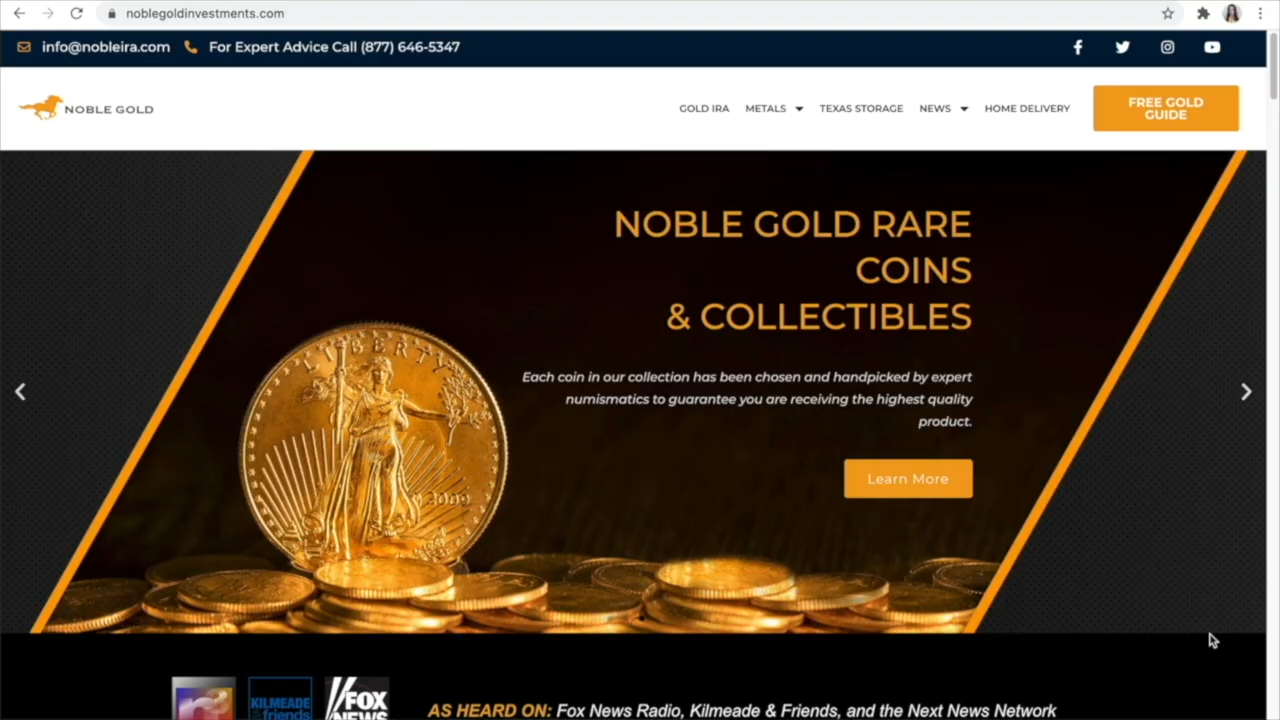 noblegoldinvestments.com
info@nobleira.com For Expert Advice Call (877) 646-5347
NOBLE GOLD
GOLD IRA METALS TEXAS STORAGE NEWS HOME DELIVERY
FREE GOLD
GUIDE
NOBLE GOLD RARE
COINS
& COLLECTIBLES
Each coin in our collection has been chosen and handpicked by expert
numismatics to guarantee you are receiving the highest quality
product.
Learn More
LIBERTY
2009
KILMEADE
friends
FOX
NEWS
AS HEARD ON: Fox News Radio, Kilmeade & Friends, and the Next News Network